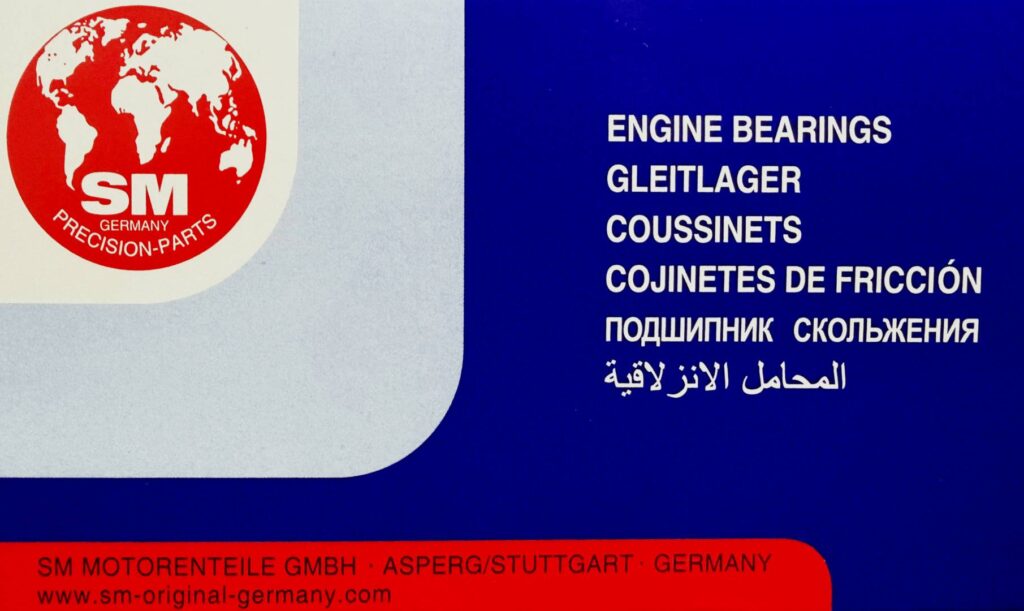 SM
GERMANY
PRECISION-PARTS
ENGINE BEARINGS
GLEITLAGER
COUSSINETS
COJINETES DE FRICCIÓN
ПОДШИПНИК СКОЛЬЖЕНИЯ
المحامل الانزلاقية
SM MOTORENTEILE GMBH · ASPERG/STUTTGART · GERMANY
www.sm-original-germany.com